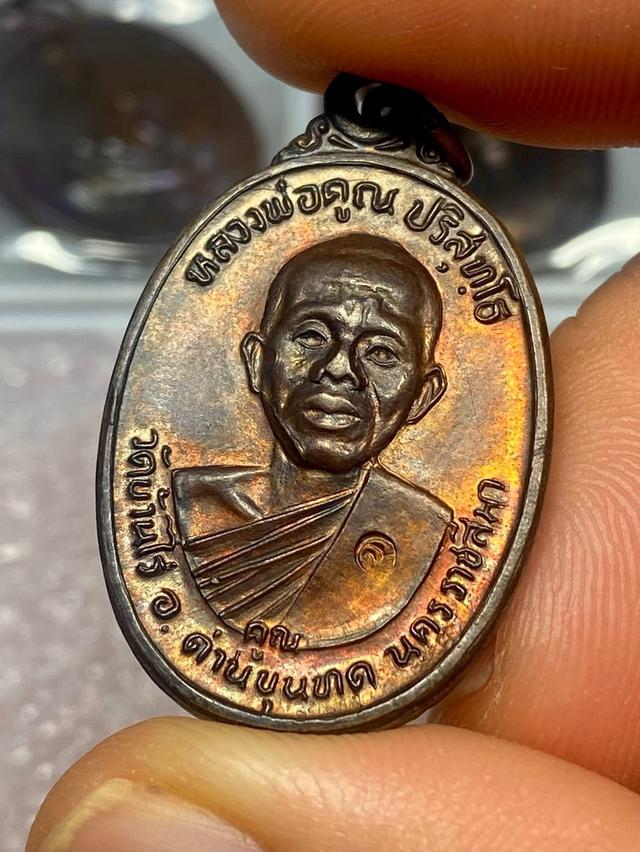 หลวงพ่อคูณ ปริสุทฺโธ
คูณ
วัดบ้านไร่ อ. ด่านขุนทด นครราชสีมา